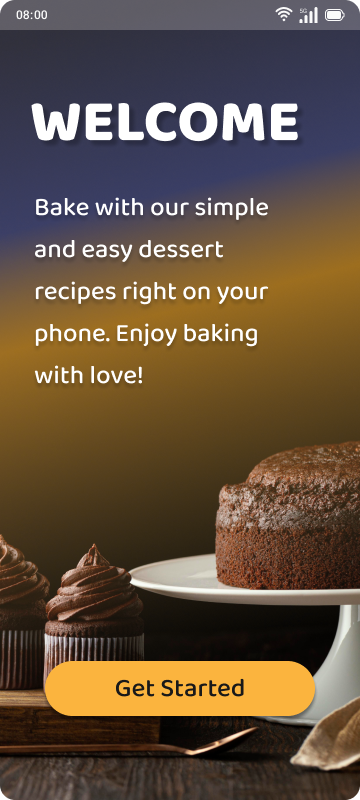 08:00
5G
WELCOME
Bake with our simple
and easy dessert
recipes right on your
phone. Enjoy baking
with love!
Get Started